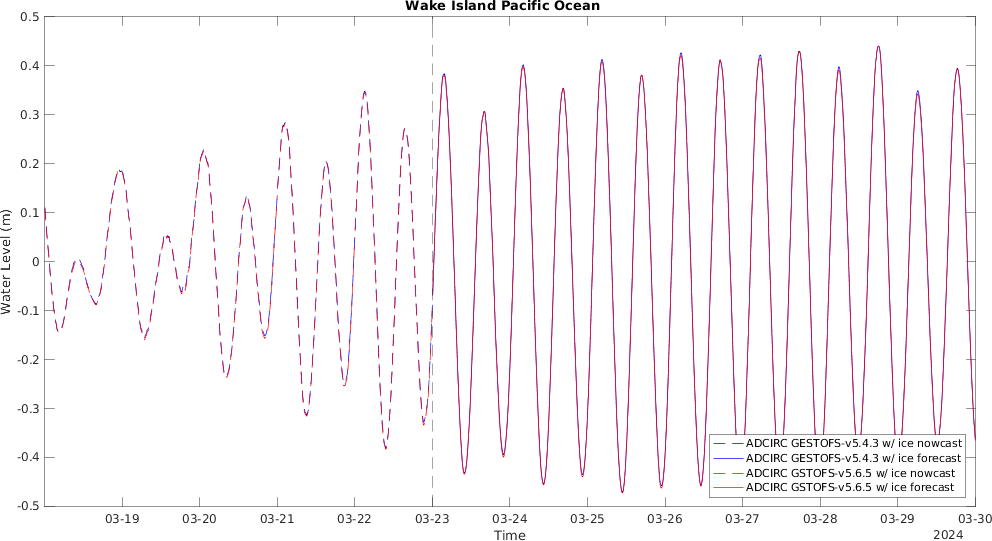 Wake Island Pacific Ocean
0.5
0.4
0.3
0.2
0.1
0
-0.1
-0.2
-0.3
-0.4
-0.5
Water Level (m)
ADCIRC GESTOFS-v5.4.3 w/ ice nowcast
ADCIRC GESTOFS-v5.4.3 w/ ice forecast
ADCIRC GSTOFS-v5.6.5 w/ ice nowcast
ADCIRC GSTOFS-v5.6.5 w/ ice forecast
03-19 03-20 03-21 03-22 03-23 03-24 03-25 03-26 03-27 03-28 03-29 03-30
Time
2024